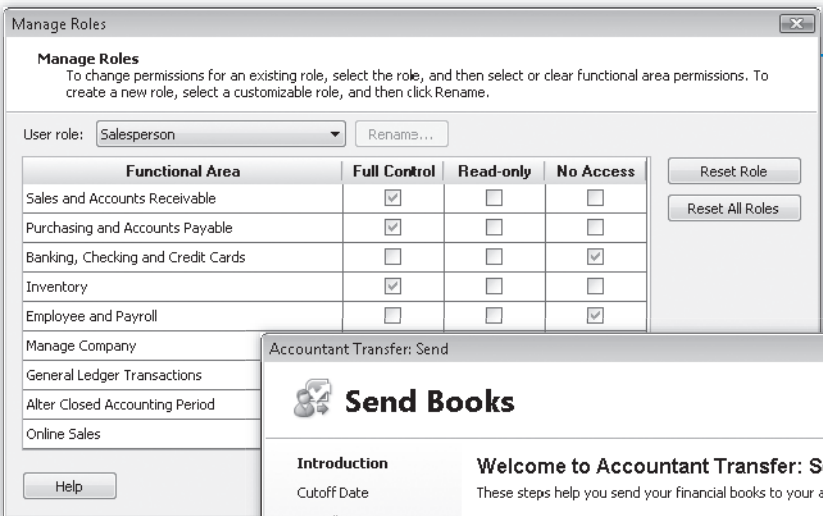 Manage Roles
Manage Roles
To change permissions for an existing role, select the role, and then select or clear functional area permissions. To
create a new role, select a customizable role, and then click Rename.
User role: Salesperson Rename...
Functional Area Full Control Read-only No Access Reset Role
Sales and Accounts Receivable
Reset All Roles
Purchasing and Accounts Payable
Banking, Checking and Credit Cards
Inventory
Employee and Payroll
Manage Company
General Ledger Transactions
Alter Closed Accounting Period
Online Sales
Help
Accountant Transfer: Send
Send Books
Introduction
Cutoff Date
Welcome to Accountant Transfer: S
These steps help you send your financial books to your a